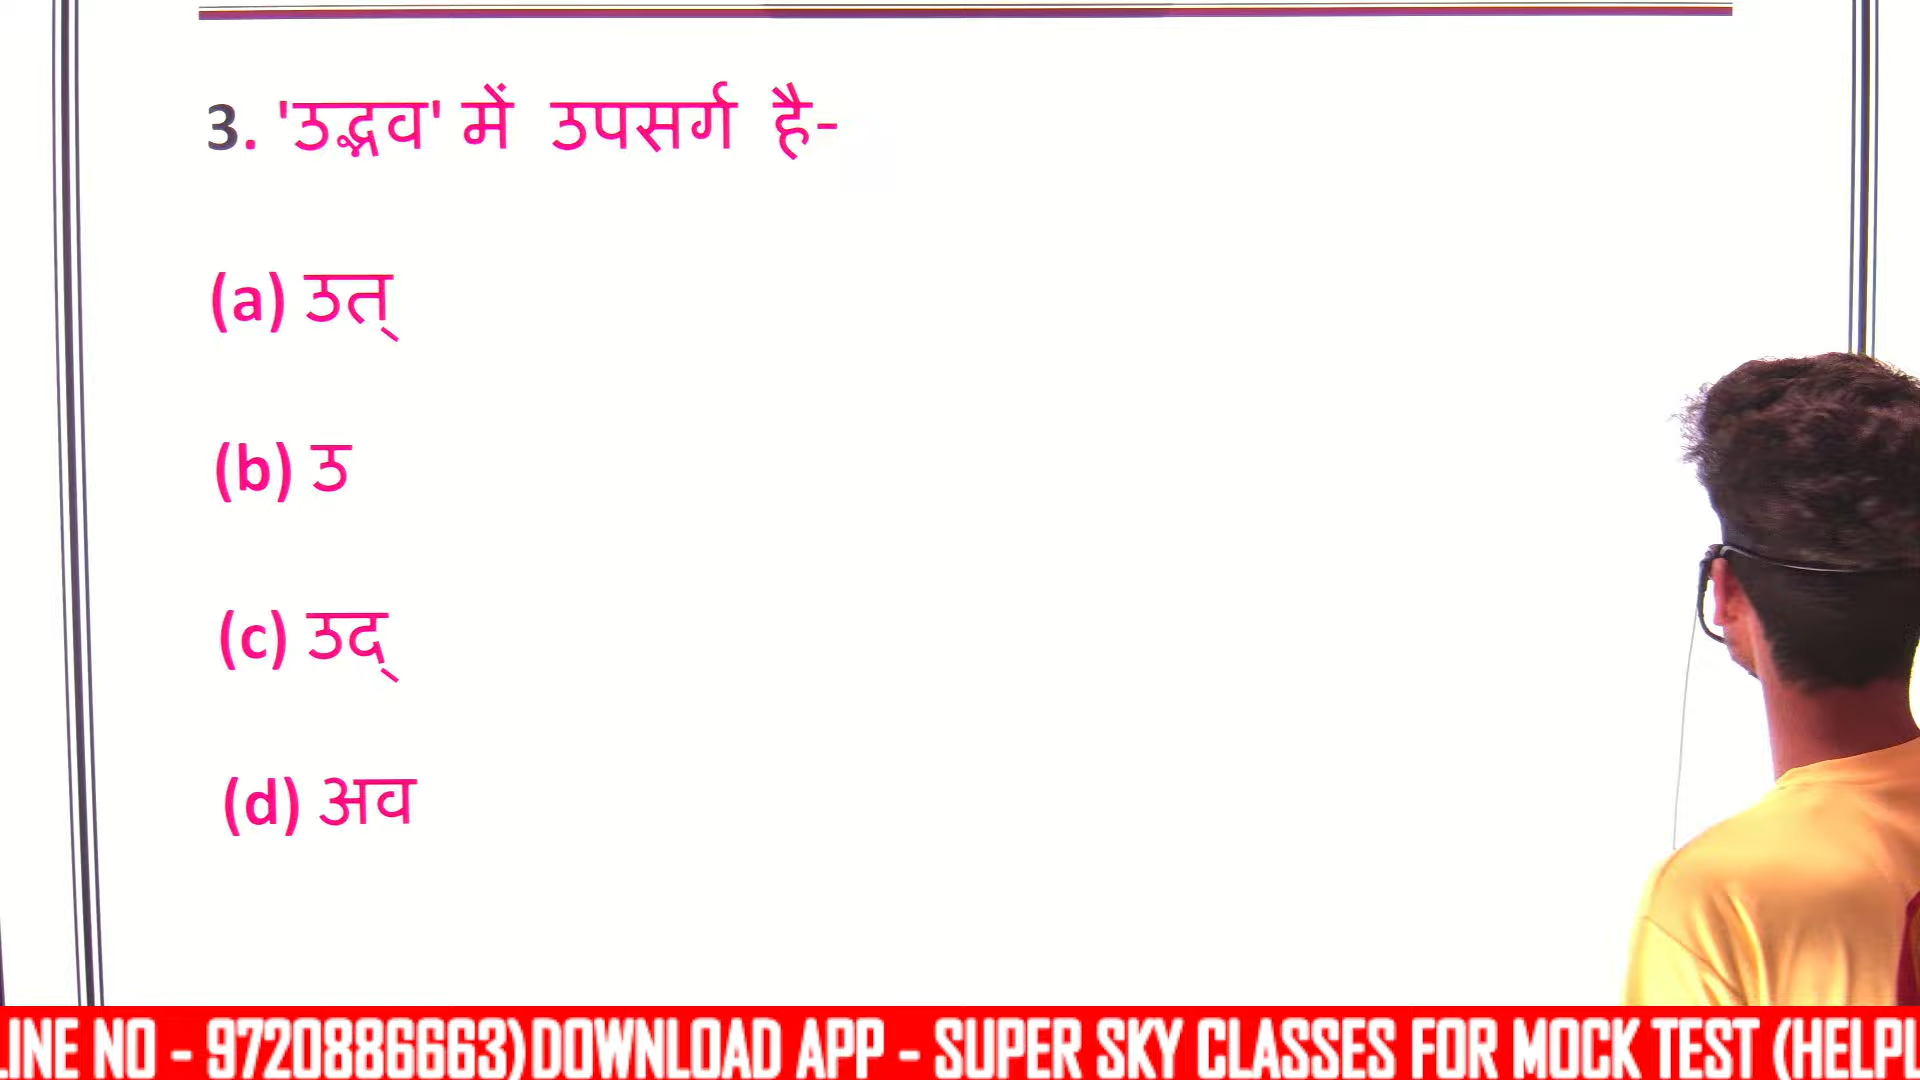 3. 'उद्भव' में उपसर्ग है-
(a) उत्
(b) उ
(c) उद्
(d) अव
LINE NO - 9720886663)DOWNLOAD APP - SUPER SKY CLASSES FOR MOCK TEST (HELPL